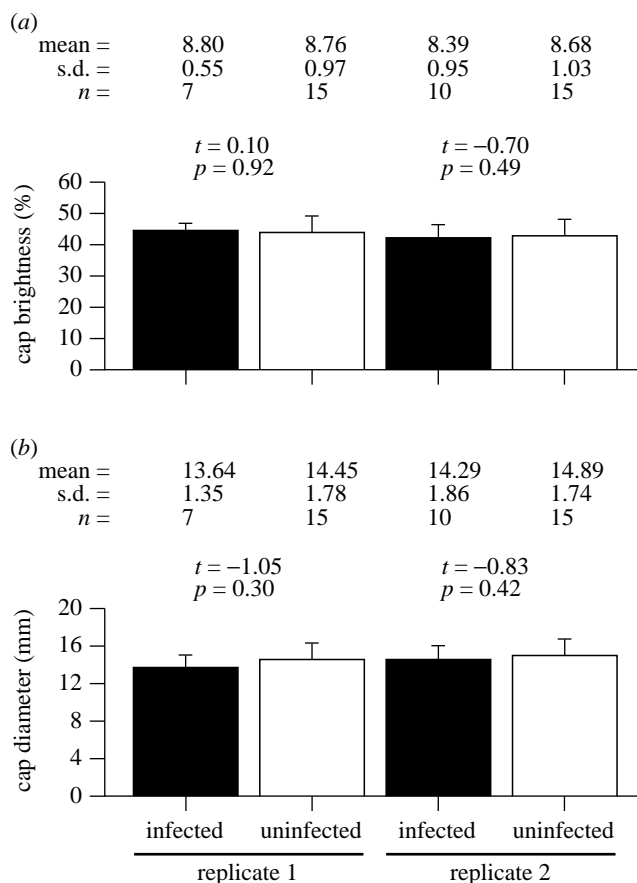 (a)
mean = 8.80 8.76 8.39 8.68
s.d. = 0.55 0.97 0.95 1.03
n = 7 15 10 15
t = 0.10 t = −0.70
p = 0.92 p = 0.49
cap brightness (%)
60
50
40
30
20
10
0
(b)
mean = 13.64 14.45 14.29 14.89
s.d. = 1.35 1.78 1.86 1.74
n = 7 15 10 15
t = −1.05 t = −0.83
p = 0.30 p = 0.42
cap diameter (mm)
20
16
12
8
4
0
infected uninfected infected uninfected
replicate 1 replicate 2